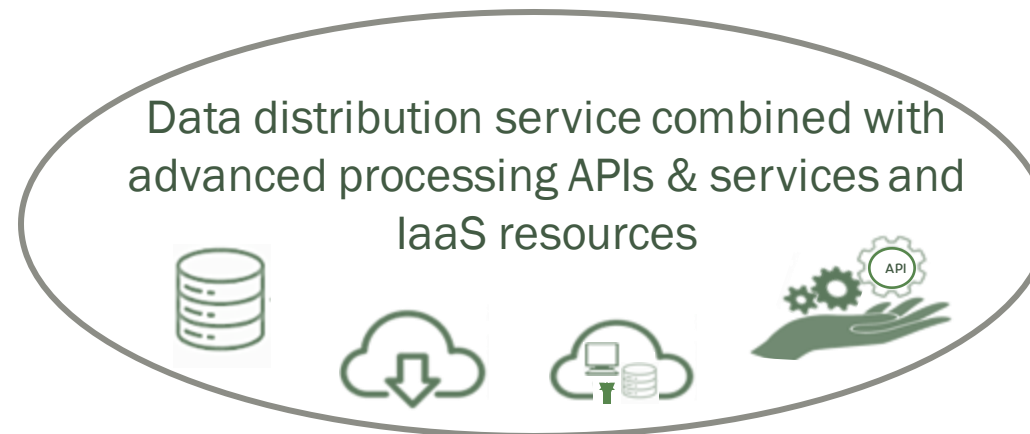 Data distribution service combined with
advanced processing APIs & services and
IaaS resources
API